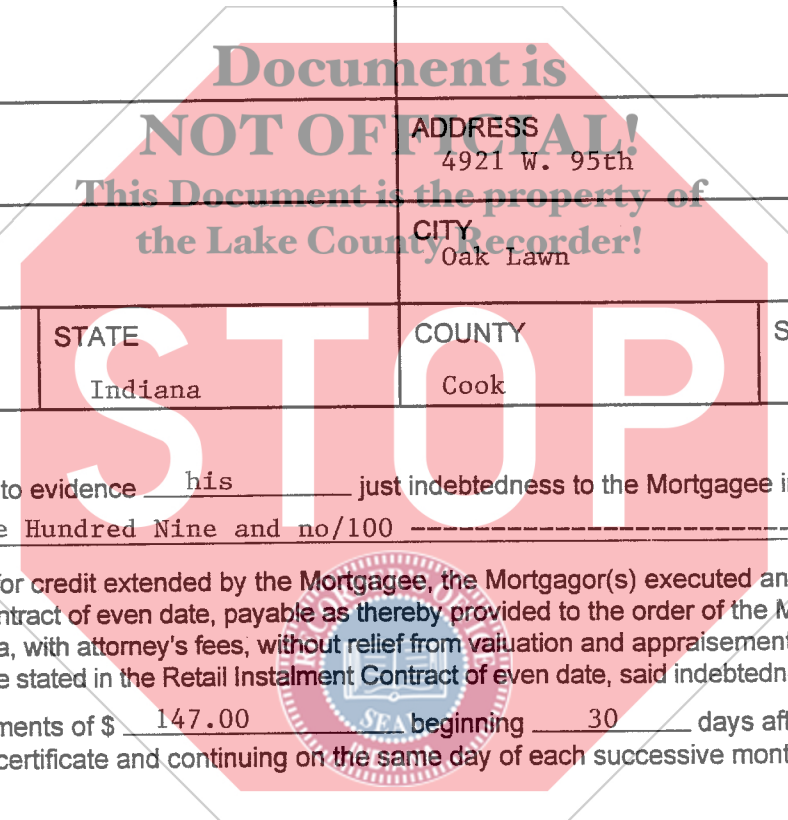 Document is
NOT OFFICIAL!
This Document is the property of
the Lake County Recorder!
ADDRESS
4921 W. 95th
CITY
Oak Lawn
STATE
COUNTY
S
Indiana
Cook
STOP
to evidence his just indebtedness to the Mortgagee i
e Hundred Nine and no/100 --------------------------------
or credit extended by the Mortgagee, the Mortgagor(s) executed an
ntract of even date, payable as thereby provided to the order of the M
a, with attorney's fees, without relief from valuation and appraisement
e stated in the Retail Instalment Contract of even date, said indebtedn
ments of $ 147.00 beginning 30 days aff
certificate and continuing on the same day of each successive mont
SEAL